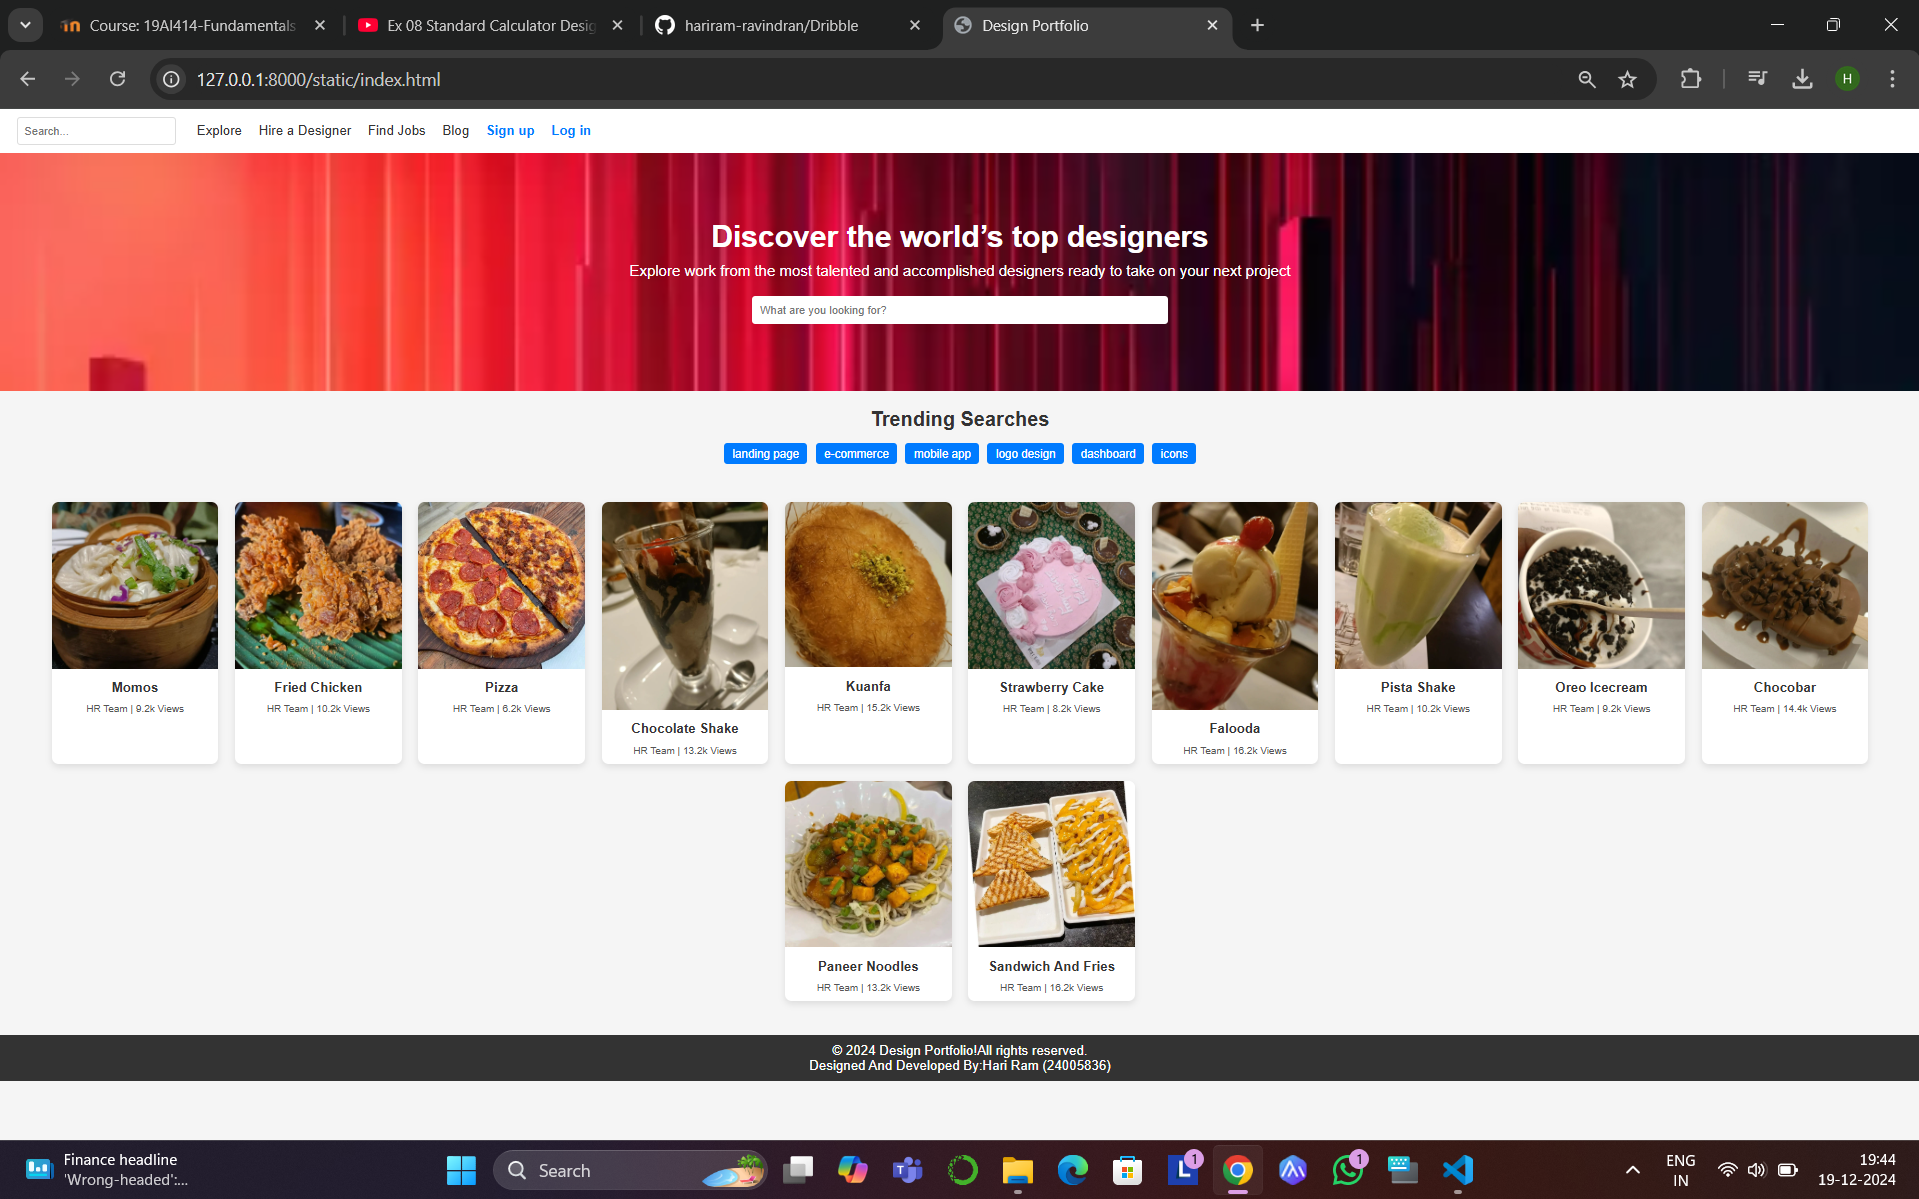 Course: 19AI414-Fundamentals
Ex 08 Standard Calculator Desig
hariram-ravindran/Dribble
Design Portfolio
127.0.0.1:8000/static/index.html
H
Search...
Explore
Hire a Designer
Find Jobs
Blog
Sign up
Log in
Discover the world’s top designers
Explore work from the most talented and accomplished designers ready to take on your next project
What are you looking for?
Trending Searches
landing page
e-commerce
mobile app
logo design
dashboard
icons
Momos
HR Team | 9.2k Views
Fried Chicken
HR Team | 10.2k Views
Pizza
HR Team | 6.2k Views
Chocolate Shake
HR Team | 13.2k Views
Kuanfa
HR Team | 15.2k Views
Strawberry Cake
HR Team | 8.2k Views
Falooda
HR Team | 16.2k Views
Pista Shake
HR Team | 10.2k Views
Oreo Icecream
HR Team | 9.2k Views
Chocobar
HR Team | 14.4k Views
Paneer Noodles
HR Team | 13.2k Views
Sandwich And Fries
HR Team | 16.2k Views
© 2024 Design Portfolio!All rights reserved.
Designed And Developed By:Hari Ram (24005836)
Finance headline
'Wrong-headed':...
Search
L
1
1
ENG
IN
19:44
19-12-2024